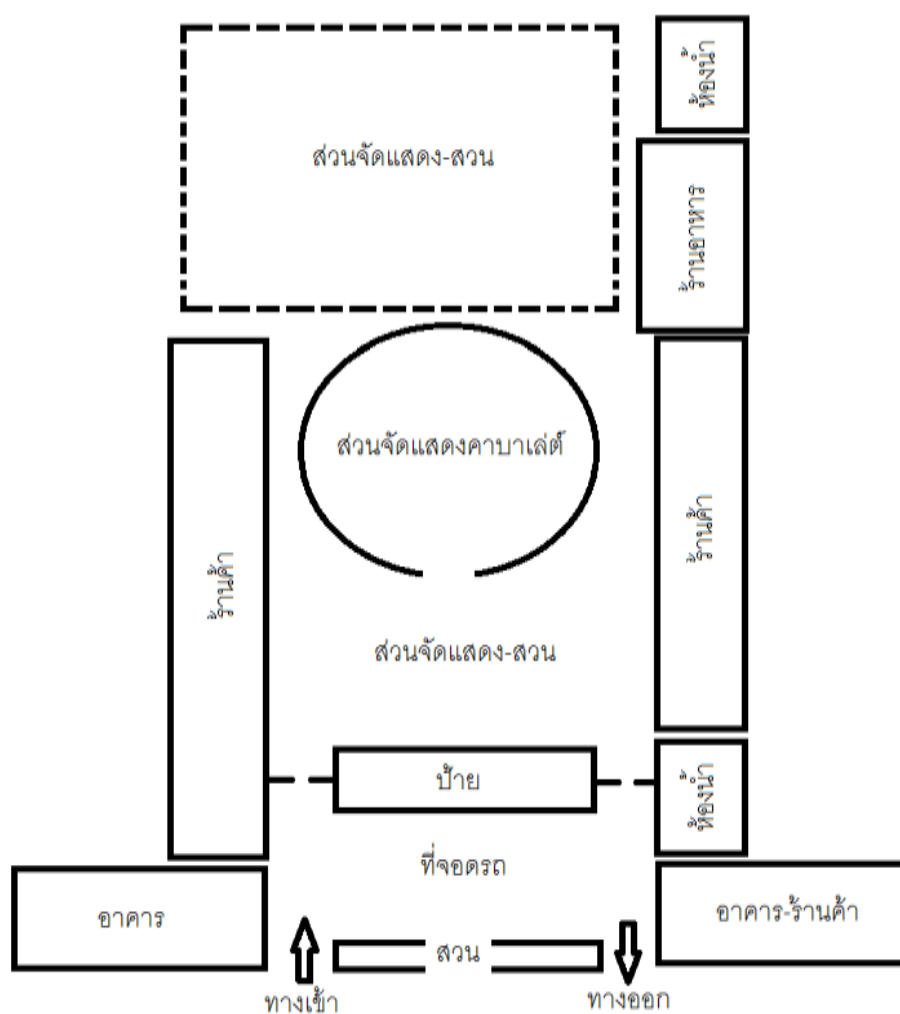 ห้องน้ำ
ส่วนจัดแสดง-สวน
ร้านอาหาร
ส่วนจัดแสดงคาบาเล่ต์
ร้านค้า
ร้านค้า
ส่วนจัดแสดง-สวน
ป้าย
ห้องน้ำ
ที่จอดรถ
อาคาร
อาคาร-ร้านค้า
สวน
ทางเข้า
ทางออก